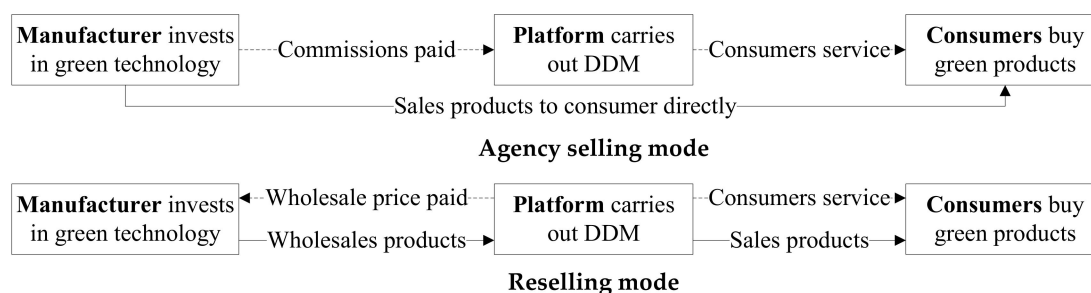 Manufacturer invests
in green technology
Commissions paid
Platform carries
out DDM
Consumers service
Consumers buy
green products
Sales products to consumer directly
Agency selling mode
Manufacturer invests
in green technology
Wholesale price paid
Wholesales products
Platform carries
out DDM
Consumers service
Sales products
Consumers buy
green products
Reselling mode